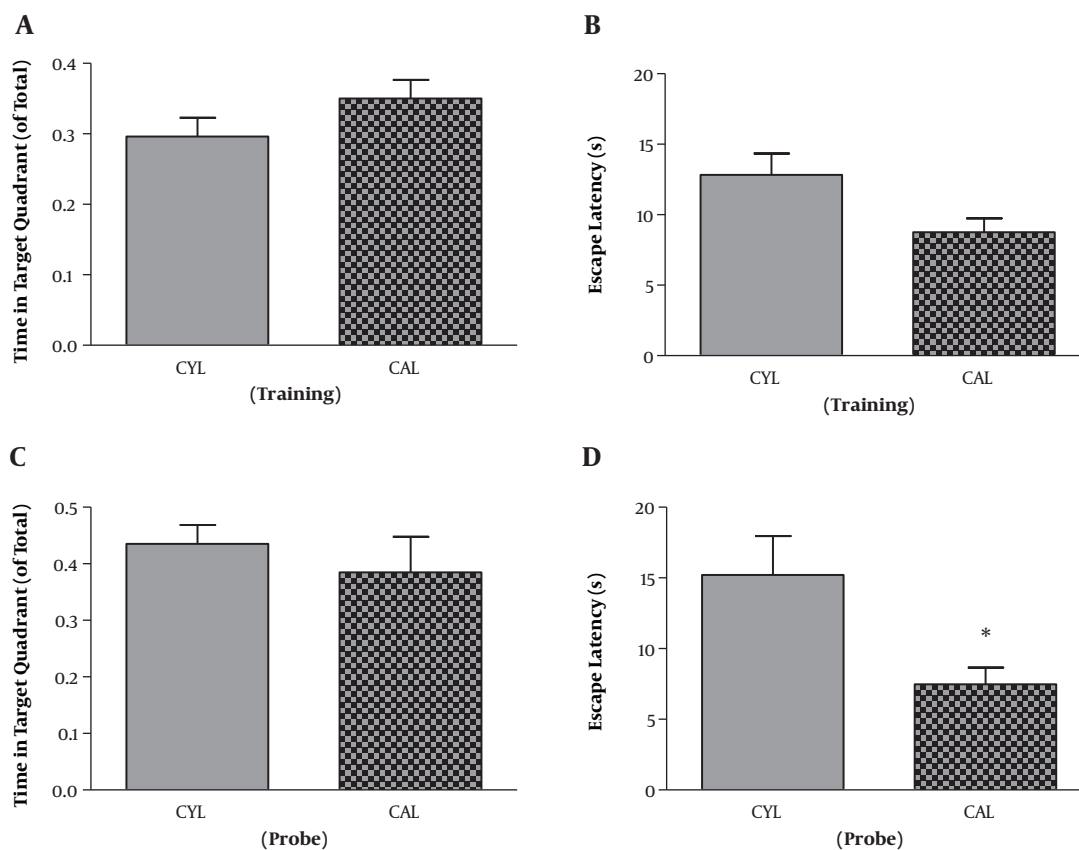 A
Time in Target Quadrant (of Total)
0.4
0.3
0.2
0.1
0.0
CYL
CAL
(Training)
B
Escape Latency (s)
20
15
10
5
0
CYL
CAL
(Training)
C
Time in Target Quadrant (of Total)
0.5
0.4
0.3
0.2
0.1
0.0
CYL
CAL
(Probe)
D
Escape Latency (s)
20
15
10
5
0
*
CYL
CAL
(Probe)